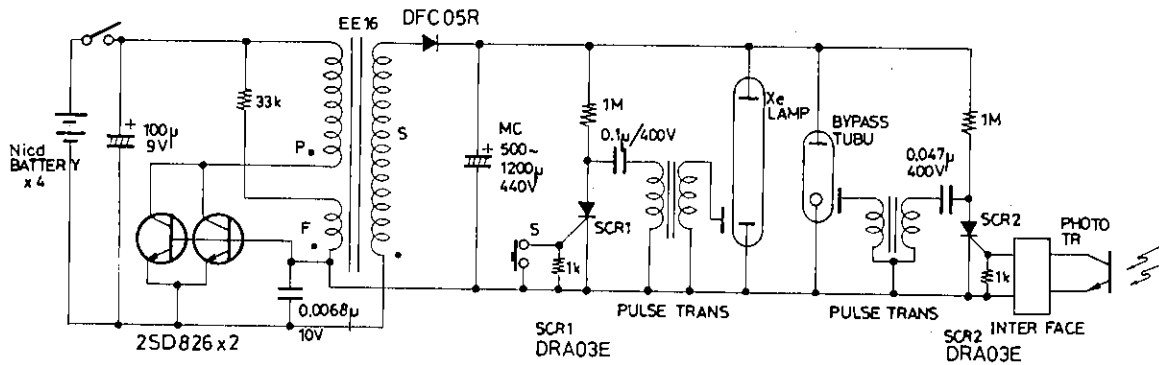 EE16
DFC05R
33k
1M
Xe
LAMP
1M
100μ
9V
Nicd
BATTERY
x 4
P
S
MC
500~
1200μ
440V
0.1μ/400V
BYPASS
TUBU
0,047μ
400V
F
S
SCR1
SCR2
PHOTO
TR
1k
1k
0,0068μ
10V
PULSE TRANS
PULSE TRANS
INTER FACE
2SD826x2
SCR1
DRA03E
SCR2
DRA03E